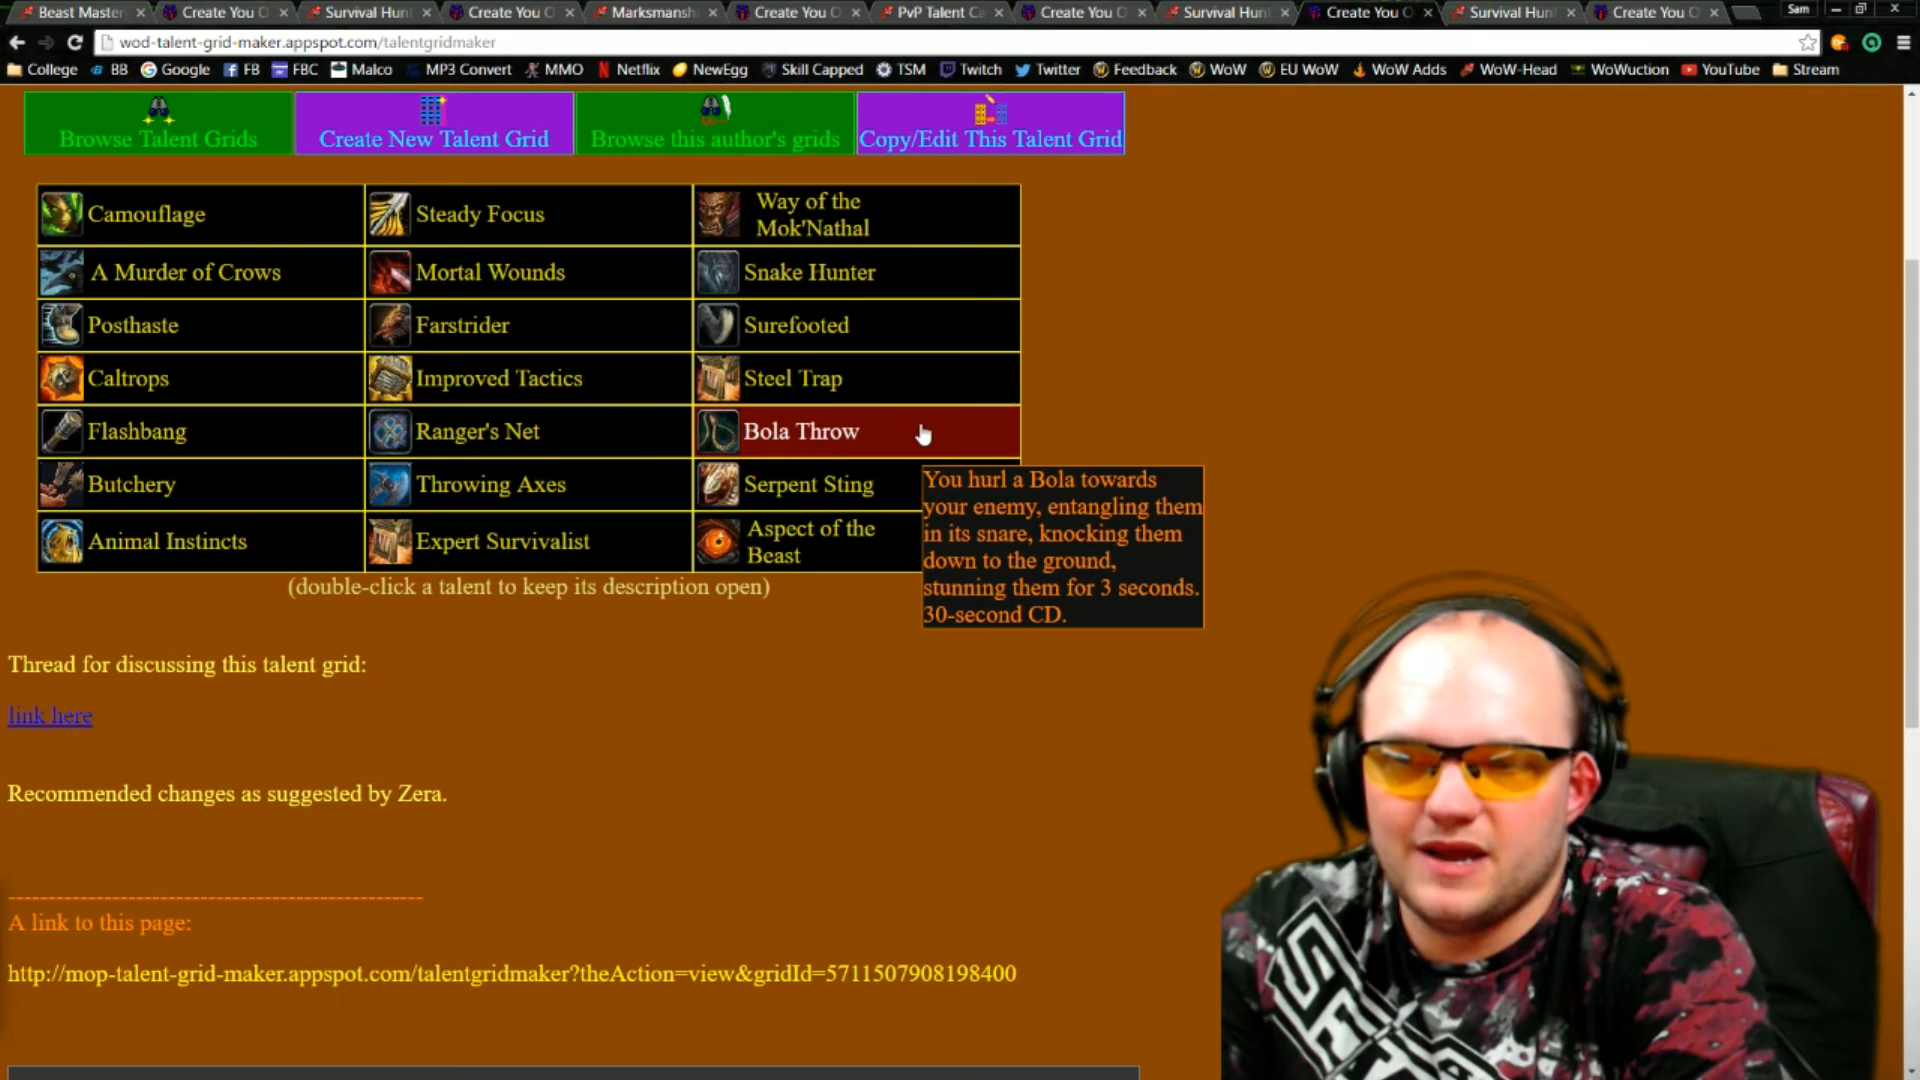 Beast Master
Create You O
Survival Hunt
Create You O
Marksmansh
Create You O
PvP Talent Ca
Create You O
Survival Hunt
Create You O
Survival Hunt
Create You O
Sam
wod-talent-grid-maker.appspot.com/talentgridmaker
College BB Google FB FBC Malco MP3 Convert MMO Netflix NewEgg Skill Capped TSM Twitch Twitter Feedback WoW EU WoW WoW Adds WoW-Head WoWuction YouTube Stream
Browse Talent Grids
Create New Talent Grid
Browse this author's grids
Copy/Edit This Talent Grid
Camouflage
Steady Focus
Way of the
Mok'Nathal
A Murder of Crows
Mortal Wounds
Snake Hunter
Posthaste
Farstrider
Surefooted
Caltrops
Improved Tactics
Steel Trap
Flashbang
Ranger's Net
Bola Throw
Butchery
Throwing Axes
Serpent Sting
Animal Instincts
Expert Survivalist
Aspect of the
Beast
You hurl a Bola towards
your enemy, entangling them
in its snare, knocking them
down to the ground,
stunning them for 3 seconds.
30-second CD.
(double-click a talent to keep its description open)
Thread for discussing this talent grid:
link here
Recommended changes as suggested by Zera.
----------------------------------------------------
A link to this page:
http://mop-talent-grid-maker.appspot.com/talentgridmaker?theAction=view&gridId=5711507908198400